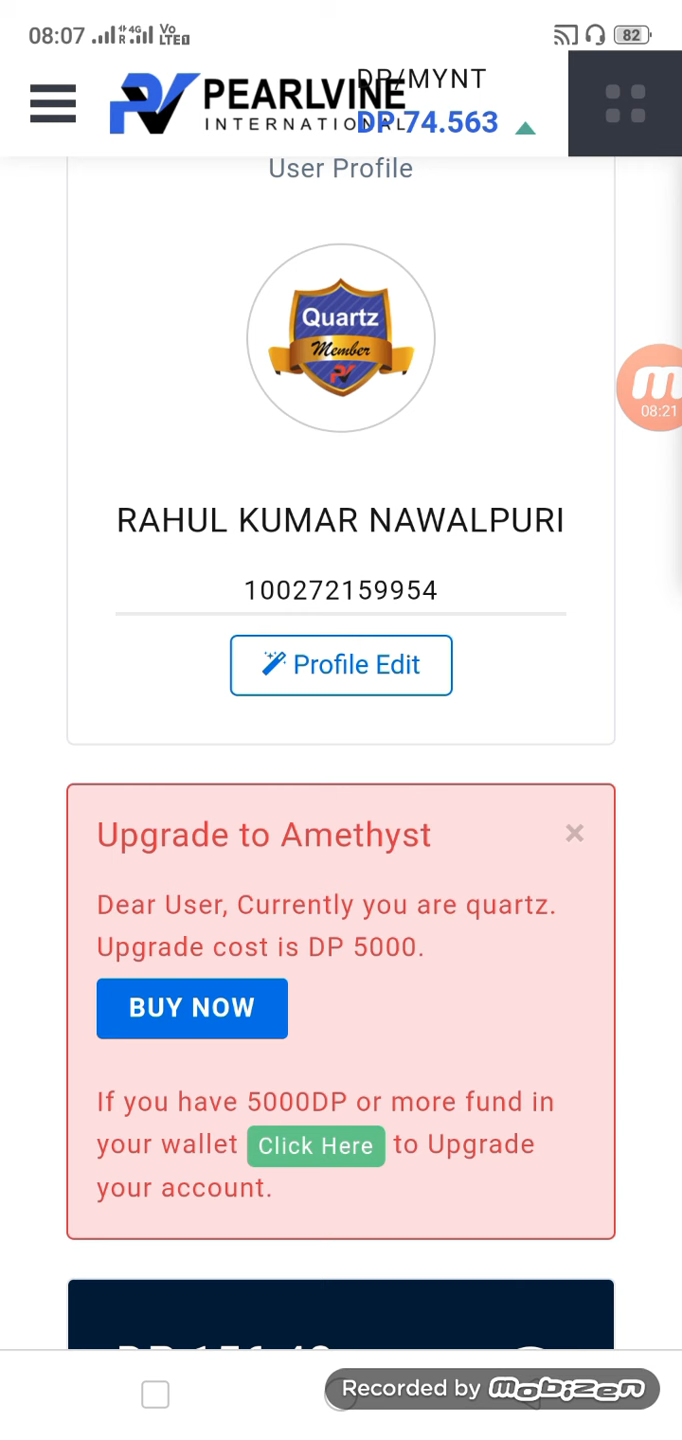 08:07
4G
R
Vo
LTE
82
DP/MYNT
PEARLVINE
INTERNATIONAL
DP 74.563
User Profile
Quartz
Member
08:21
RAHUL KUMAR NAWALPURI
100272159954
Profile Edit
Upgrade to Amethyst
×
Dear User, Currently you are quartz.
Upgrade cost is DP 5000.
BUY NOW
If you have 5000DP or more fund in
your wallet Click Here to Upgrade
your account.
Recorded by mobizen